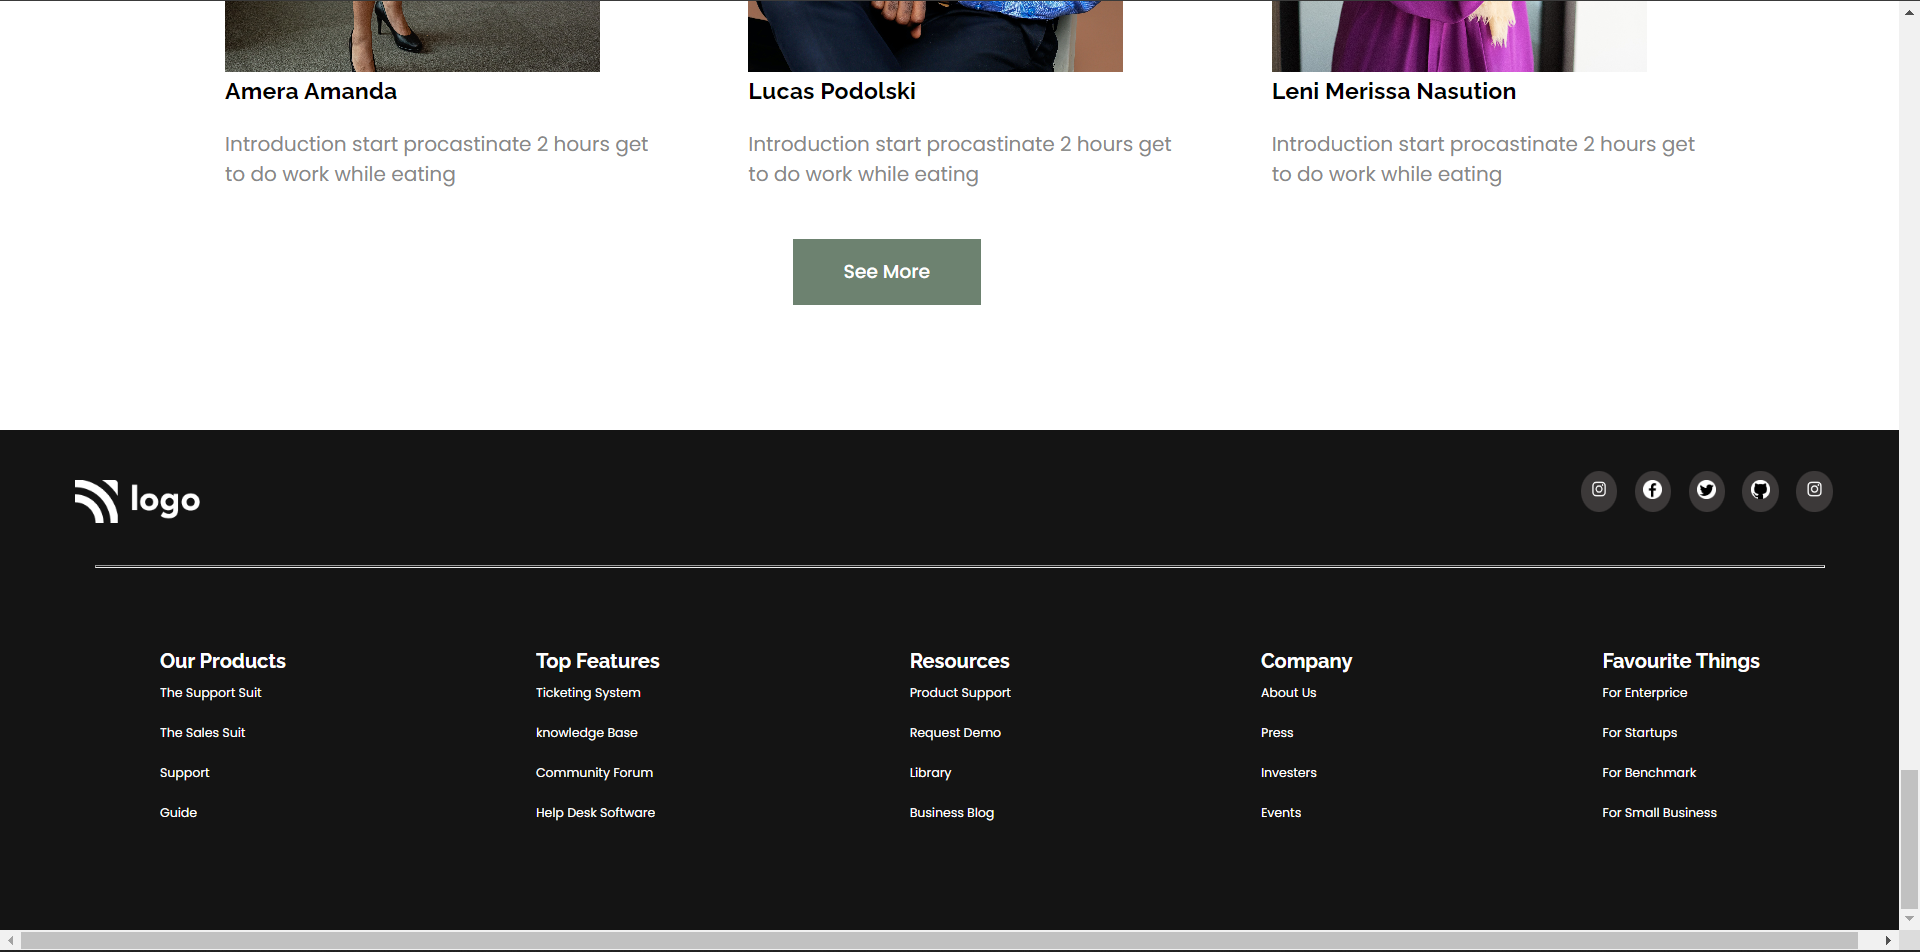 Amera Amanda
Introduction start procastinate 2 hours get
to do work while eating
Lucas Podolski
Introduction start procastinate 2 hours get
to do work while eating
Leni Merissa Nasution
Introduction start procastinate 2 hours get
to do work while eating
See More
logo
Our Products
The Support Suit
The Sales Suit
Support
Guide
Top Features
Ticketing System
knowledge Base
Community Forum
Help Desk Software
Resources
Product Support
Request Demo
Library
Business Blog
Company
About Us
Press
Investers
Events
Favourite Things
For Enterprice
For Startups
For Benchmark
For Small Business